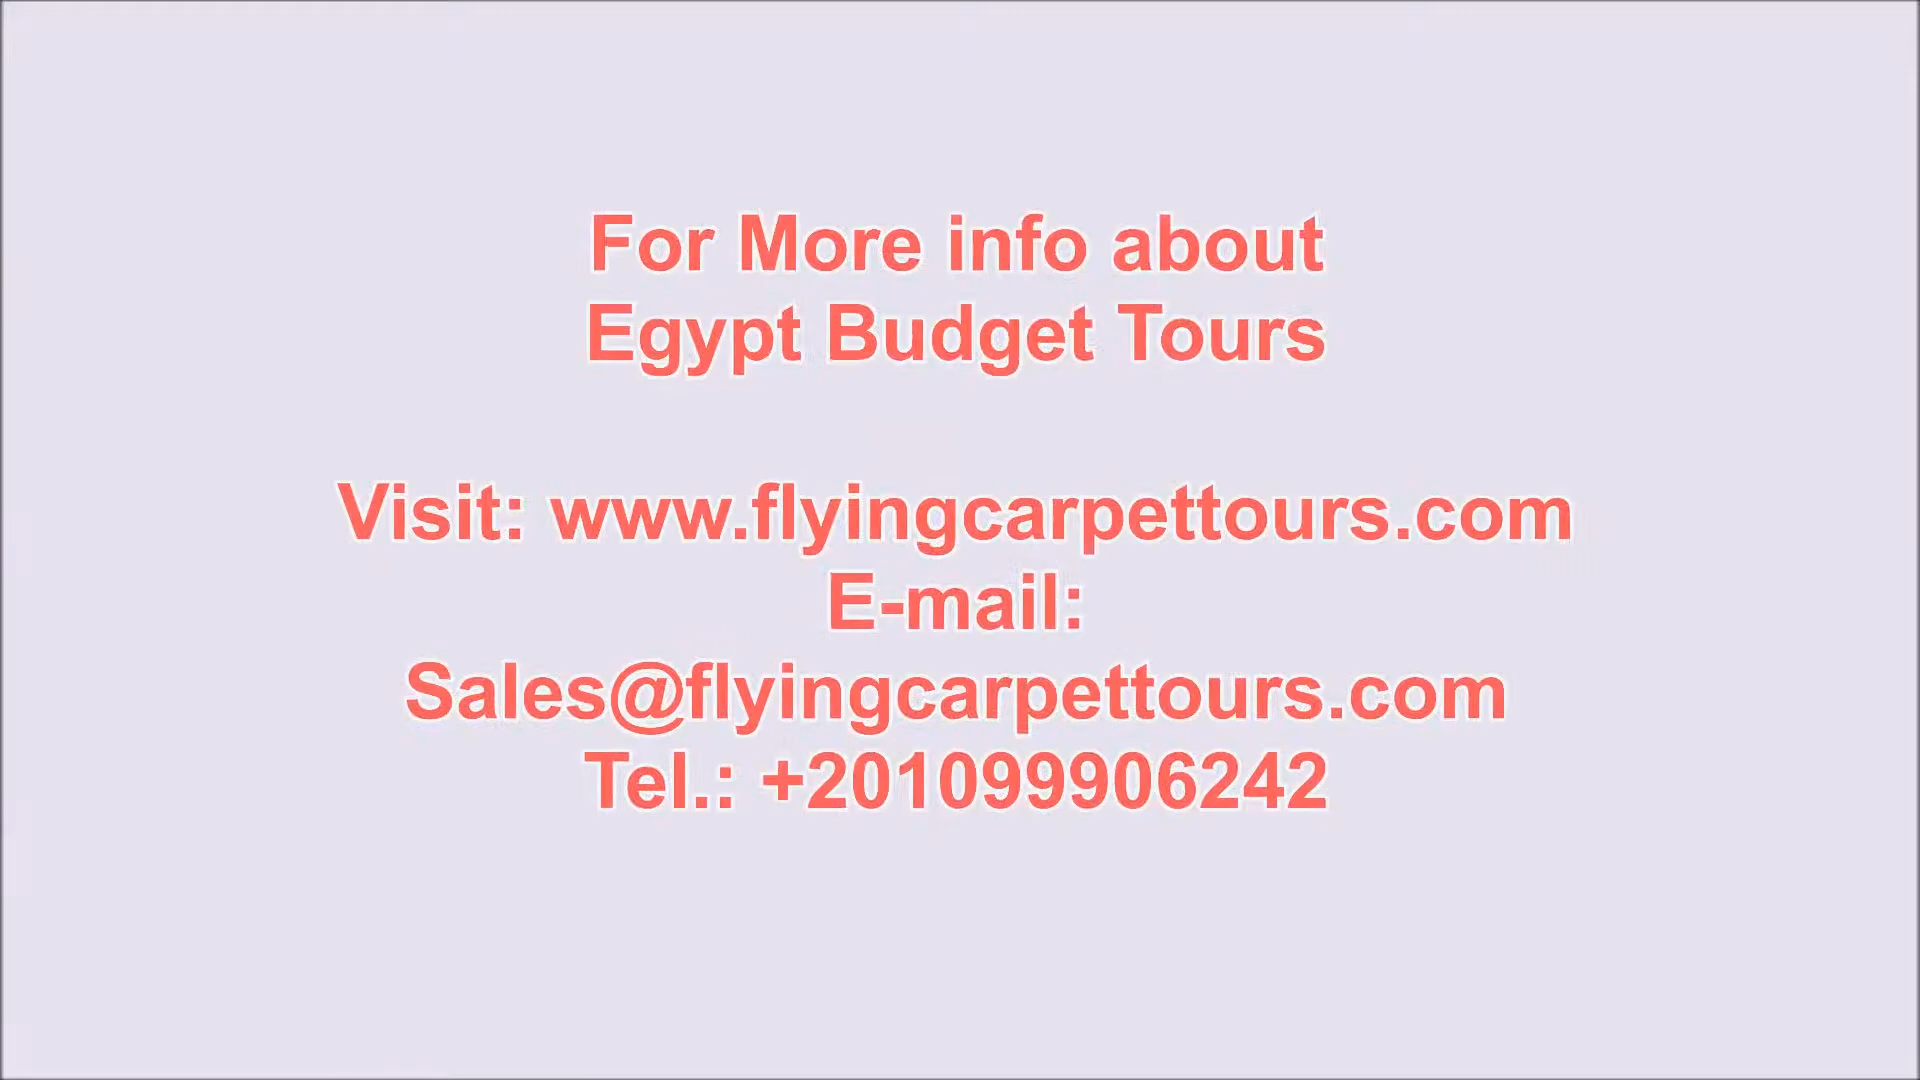 For More info about
Egypt Budget Tours
Visit: www.flyingcarpettours.com
E-mail:
Sales@flyingcarpettours.com
Tel.: +201099906242